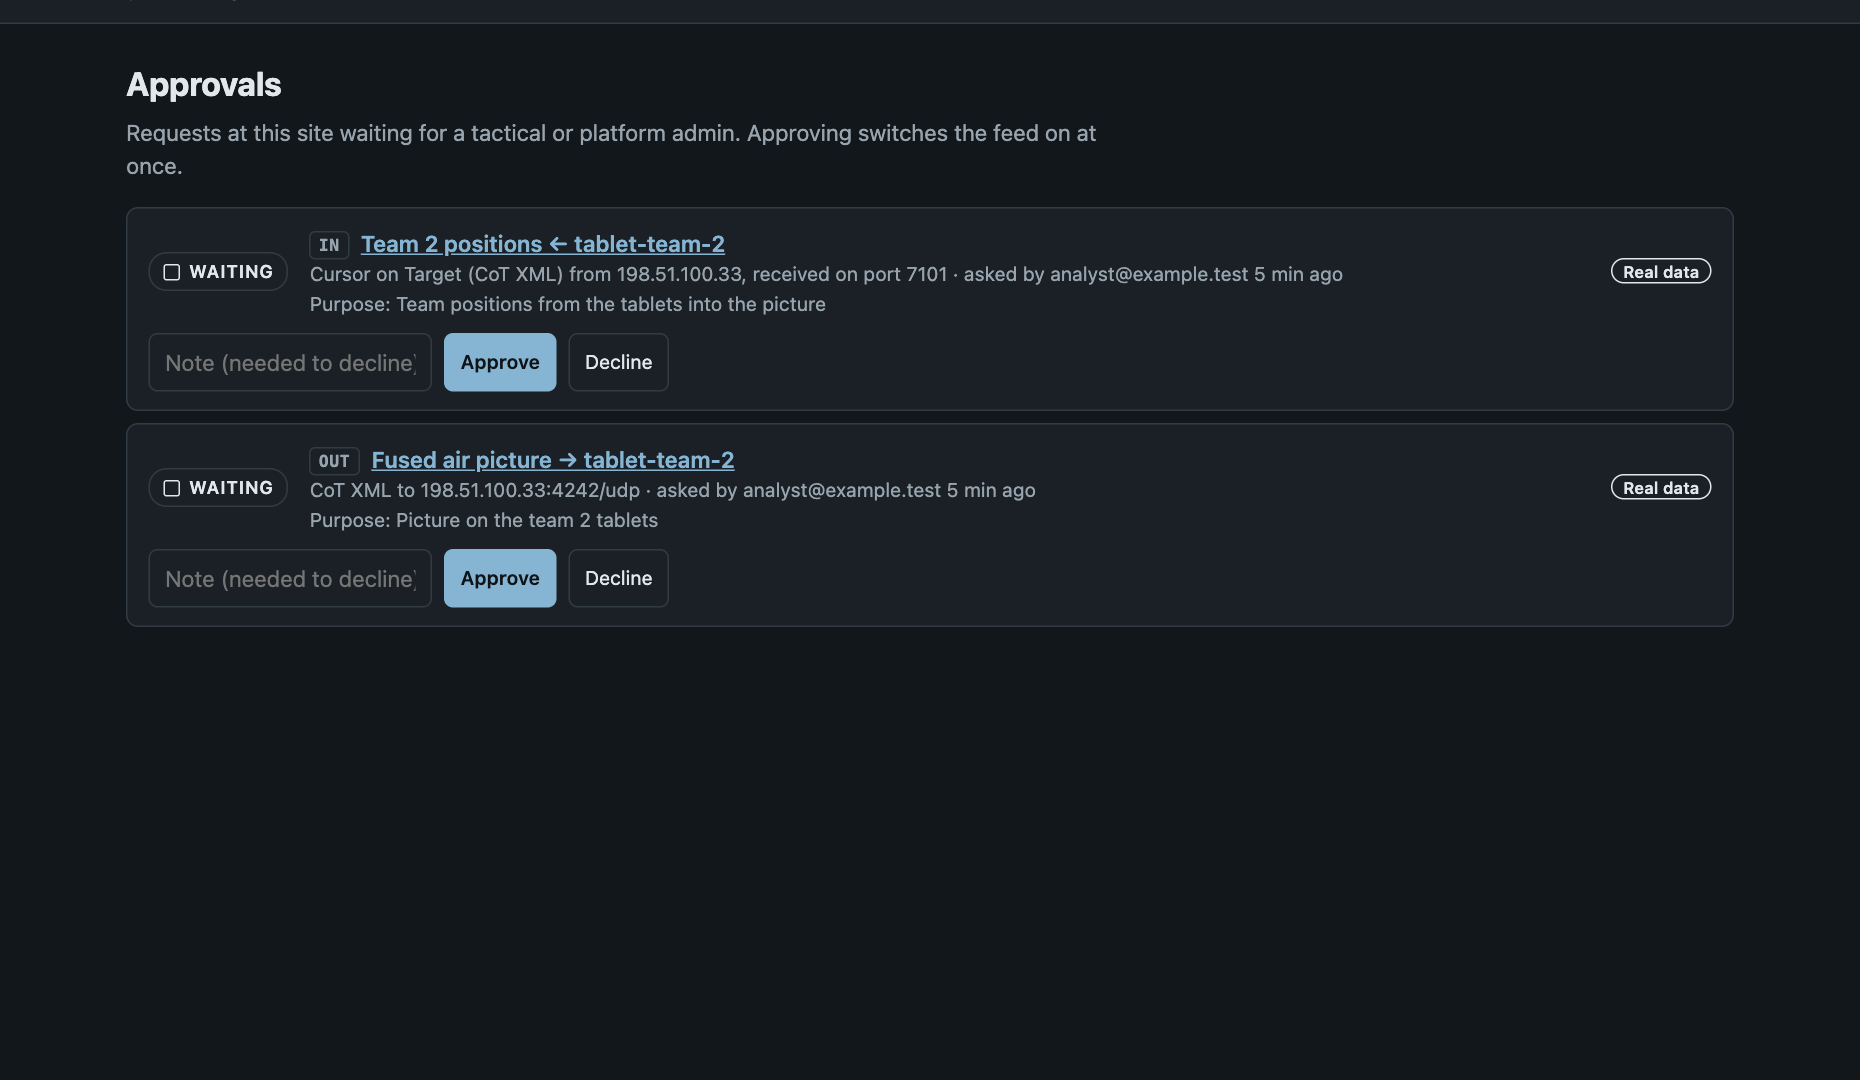 Approvals
Requests at this site waiting for a tactical or platform admin. Approving switches the feed on at
once.
WAITING
IN Team 2 positions ← tablet-team-2
Cursor on Target (CoT XML) from 198.51.100.33, received on port 7101 · asked by analyst@example.test 5 min ago
Purpose: Team positions from the tablets into the picture
Real data
Note (needed to decline)
Approve
Decline
WAITING
OUT Fused air picture → tablet-team-2
CoT XML to 198.51.100.33:4242/udp · asked by analyst@example.test 5 min ago
Purpose: Picture on the team 2 tablets
Real data
Note (needed to decline)
Approve
Decline